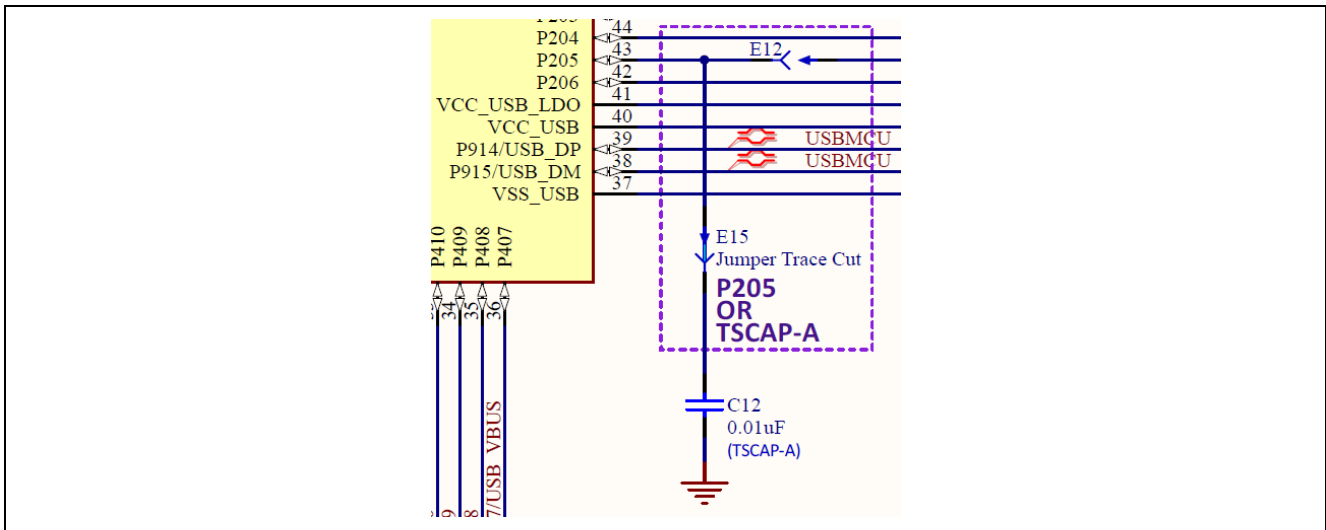 44
P204
43
P205
E12
42
P206
41
VCC_USB_LDO
40
VCC_USB
39
P914/USB_DP
USBMCU
38
P915/USB_DM
USBMCU
37
VSS_USB
P410
P409
P408
P407
34
35
36
E15
Jumper Trace Cut
P205
OR
TSCAP-A
C12
0.01uF
(TSCAP-A)
7/USB_VBUS
9
8